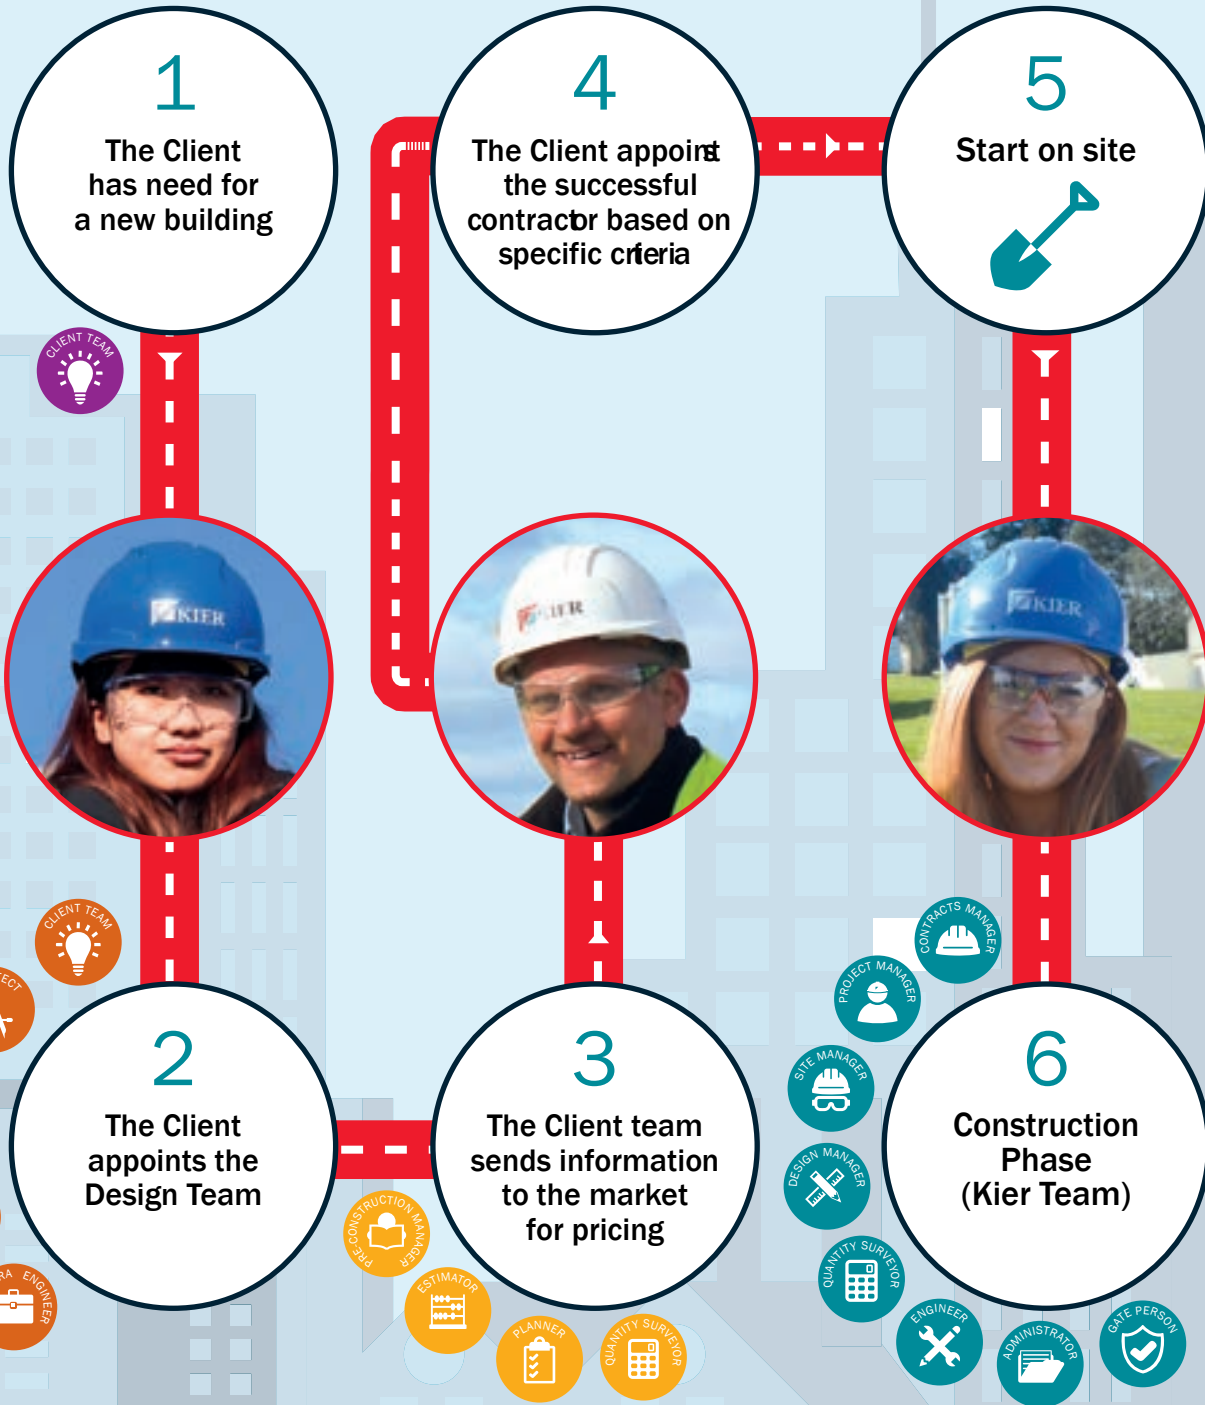 1
The Client
has need for
a new building
CLIENT TEAM
4
The Client appoints
the successful
contractor based on
specific criteria
5
Start on site
KIER
KIER
KIER
CLIENT TEAM
2
The Client
appoints the
Design Team
ENGINEER
3
The Client team
sends information
to the market
for pricing
PRE-CONSTRUCTION MANAGER
ESTIMATOR
PLANNER
QUANTITY SURVEYOR
CONTRACTS MANAGER
PROJECT MANAGER
SITE MANAGER
DESIGN MANAGER
QUANTITY SURVEYOR
ENGINEER
ADMINISTRATOR
GATE PERSON
6
Construction
Phase
(Kier Team)